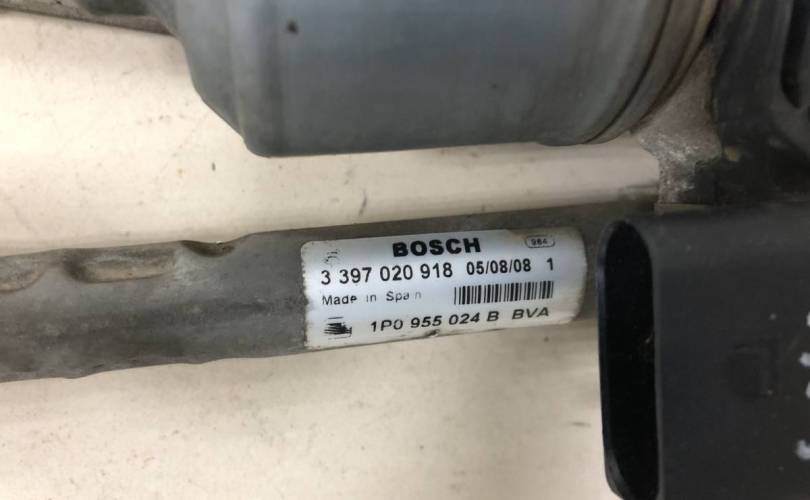 BOSCH 984
3 397 020 918 05/08/08 1
Made in Spain
1P0 955 024 B BVA